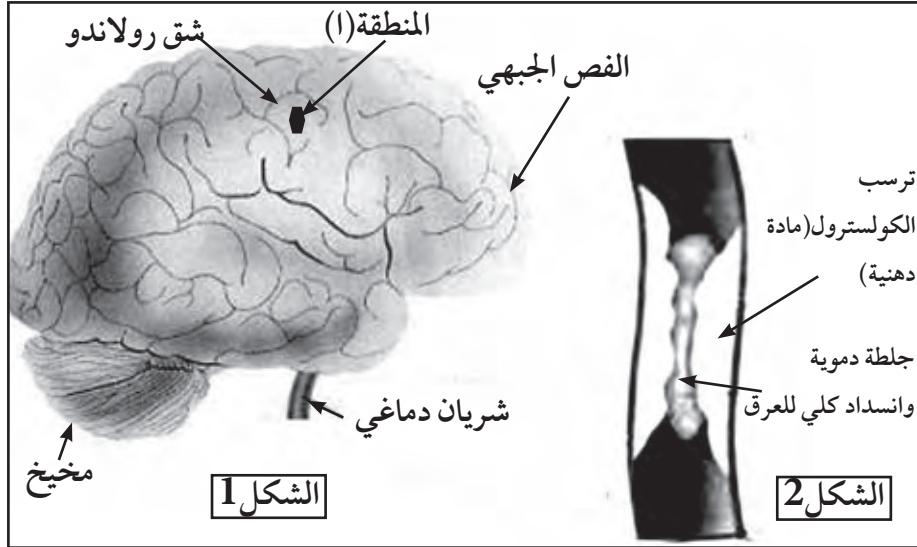 المنطقة(١)
شق رولاندو
الفص الجبهي
شريان دماغي
مخيخ
الشكل1
ترسب
الكولسترول(مادة
دهنية)
جلطة دموية
وانسداد كلي للعرق
الشكل2